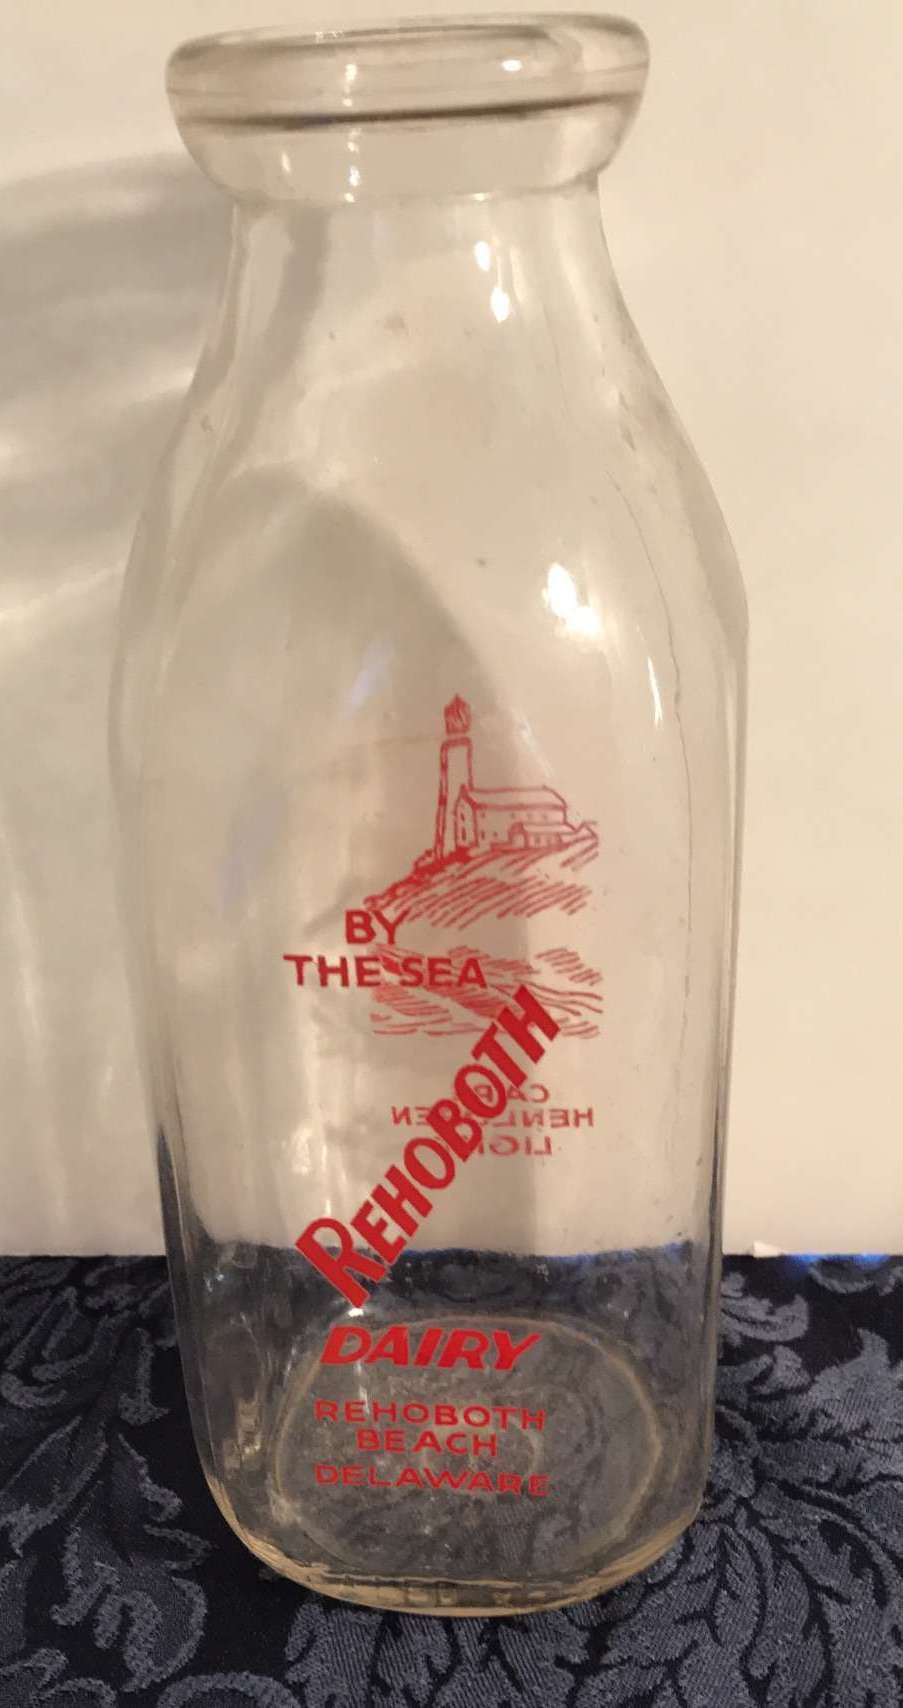 BY
THE SEA
REHOBOTH
DAIRY
REHOBOTH
BEACH
DELAWARE